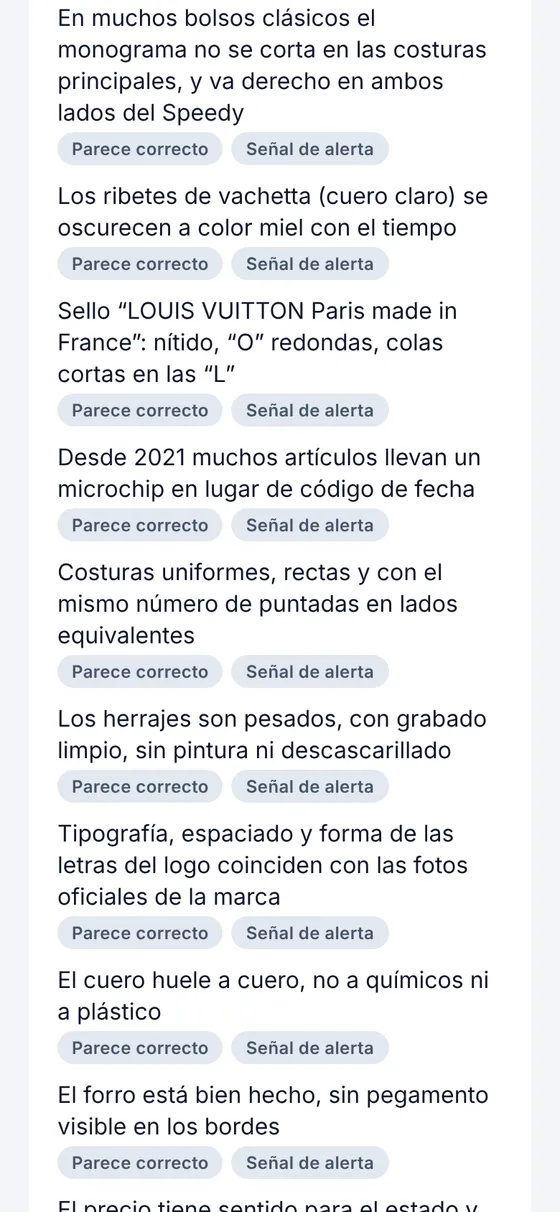 En muchos bolsos clásicos el
monograma no se corta en las costuras
principales, y va derecho en ambos
lados del Speedy
Parece correcto Señal de alerta
Los ribetes de vachetta (cuero claro) se
oscurecen a color miel con el tiempo
Parece correcto Señal de alerta
Sello “LOUIS VUITTON Paris made in
France”: nítido, “O” redondas, colas
cortas en las “L”
Parece correcto Señal de alerta
Desde 2021 muchos artículos llevan un
microchip en lugar de código de fecha
Parece correcto Señal de alerta
Costuras uniformes, rectas y con el
mismo número de puntadas en lados
equivalentes
Parece correcto Señal de alerta
Los herrajes son pesados, con grabado
limpio, sin pintura ni descascarillado
Parece correcto Señal de alerta
Tipografía, espaciado y forma de las
letras del logo coinciden con las fotos
oficiales de la marca
Parece correcto Señal de alerta
El cuero huele a cuero, no a químicos ni
a plástico
Parece correcto Señal de alerta
El forro está bien hecho, sin pegamento
visible en los bordes
Parece correcto Señal de alerta
El precio tiene sentido para el estado y